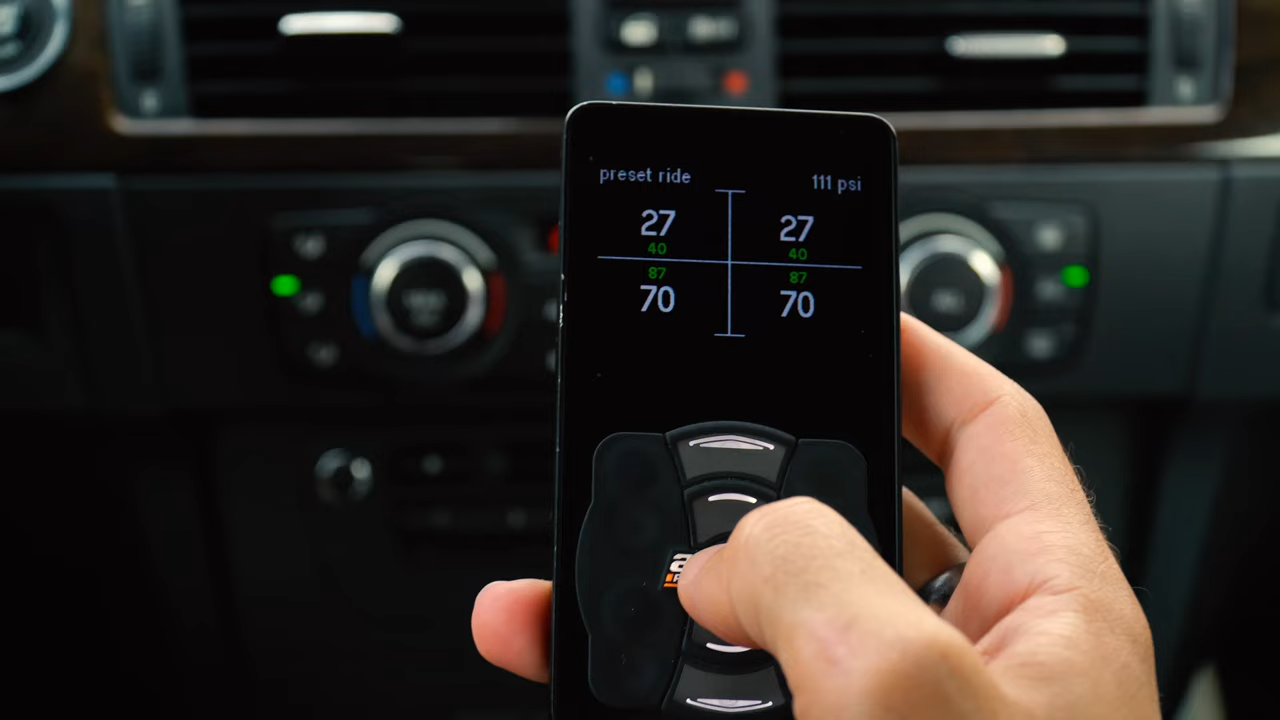 preset ride 111 psi
27 27
40 40
87 87
70 70